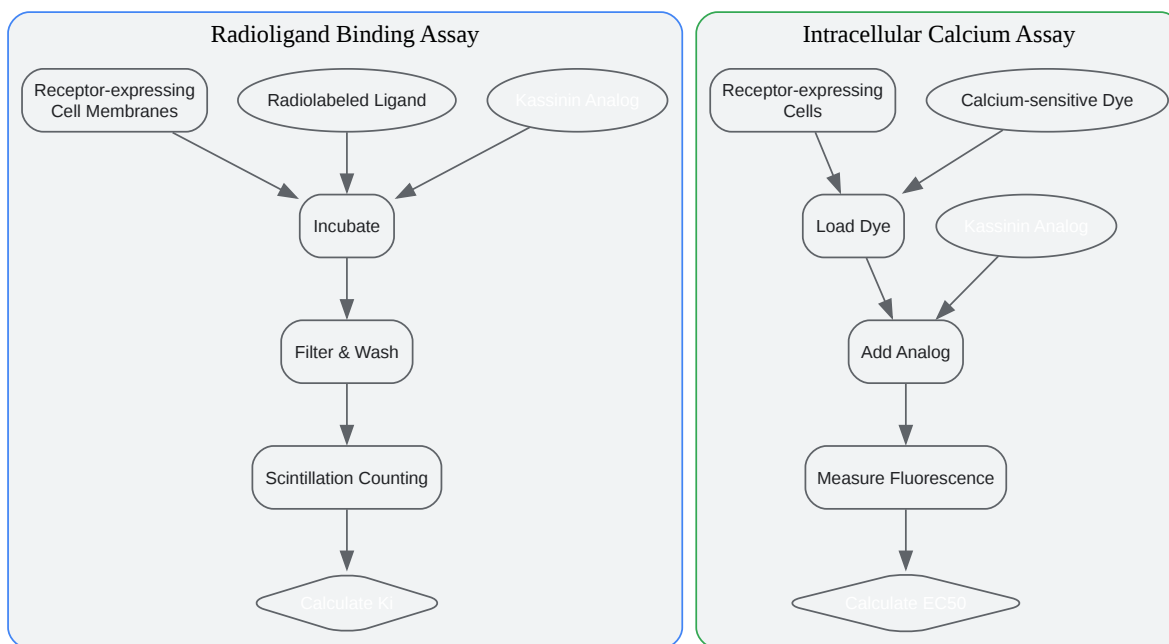 Radioligand Binding Assay
Receptor-expressing
Cell Membranes
Radiolabeled Ligand
Kassinin Analog
Incubate
Filter & Wash
Scintillation Counting
Calculate Ki
Intracellular Calcium Assay
Receptor-expressing
Cells
Calcium-sensitive Dye
Load Dye
Kassinin Analog
Add Analog
Measure Fluorescence
Calculate EC50